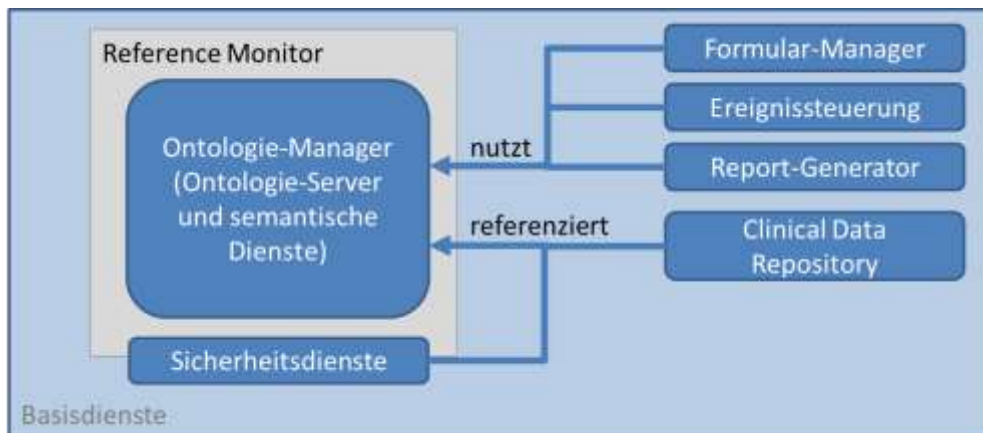 Reference Monitor
Ontologie-Manager
(Ontologie-Server
und semantische
Dienste)
Sicherheitsdienste
nutzt
referenziert
Formular-Manager
Ereignissteuerung
Report-Generator
Clinical Data
Repository
Basisdienste